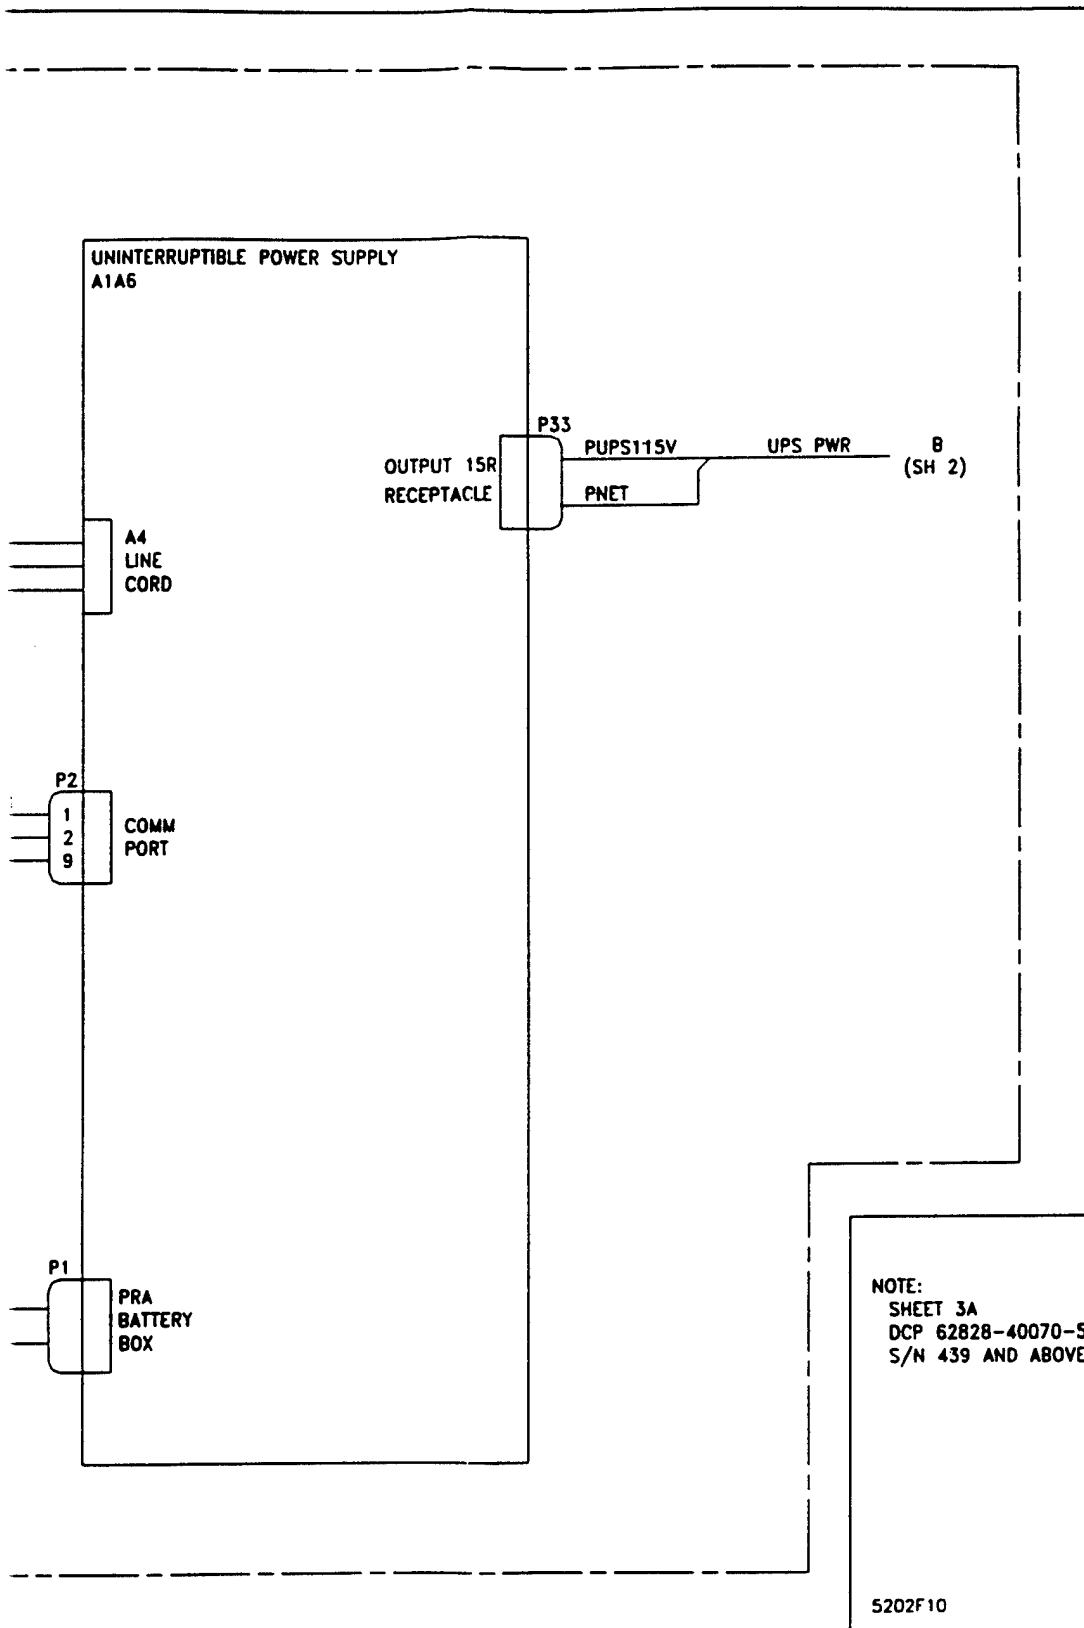 UNINTERRUPTIBLE POWER SUPPLY
A1A6
P33
PUPS115V
UPS PWR
B
(SH 2)
OUTPUT 15R
RECEPTACLE
PNET
A4
LINE
CORD
P2
1
2
9
COMM
PORT
P1
PRA
BATTERY
BOX
NOTE:
SHEET 3A
DCP 62828-40070-5
S/N 439 AND ABOVE
5202F10